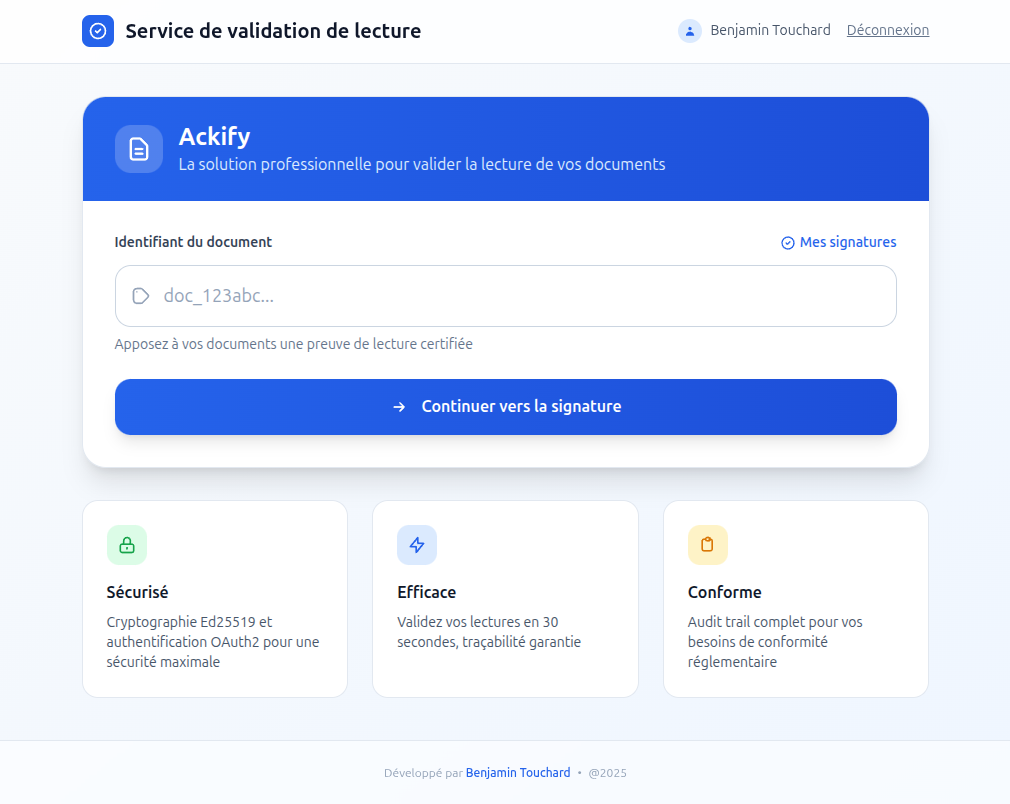 Service de validation de lecture
Benjamin Touchard
Déconnexion
Ackify
La solution professionnelle pour valider la lecture de vos documents
Identifiant du document
Mes signatures
doc_123abc...
Apposez à vos documents une preuve de lecture certifiée
Continuer vers la signature
Sécurisé
Cryptographie Ed25519 et
authentification OAuth2 pour une
sécurité maximale
Efficace
Validez vos lectures en 30
secondes, traçabilité garantie
Conforme
Audit trail complet pour vos
besoins de conformité
réglementaire
Développé par Benjamin Touchard • @2025